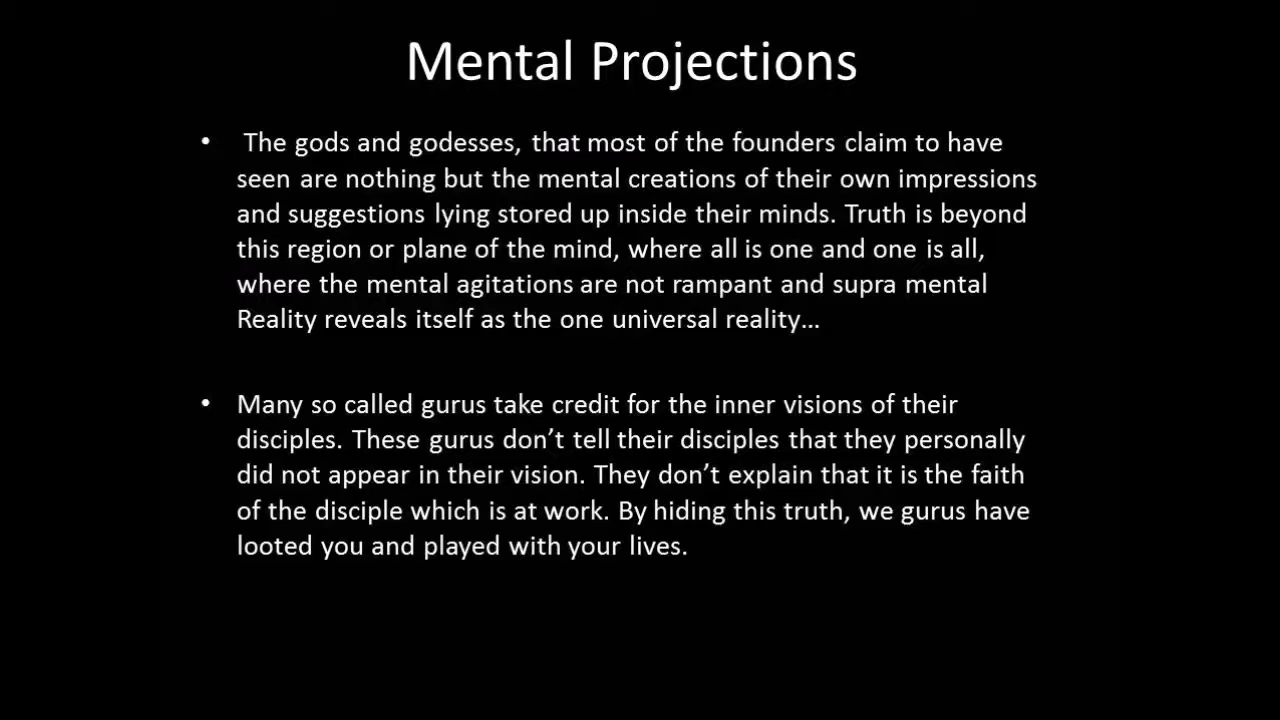 Mental Projections
• The gods and godesses, that most of the founders claim to have
seen are nothing but the mental creations of their own impressions
and suggestions lying stored up inside their minds. Truth is beyond
this region or plane of the mind, where all is one and one is all,
where the mental agitations are not rampant and supra mental
Reality reveals itself as the one universal reality…
• Many so called gurus take credit for the inner visions of their
disciples. These gurus don’t tell their disciples that they personally
did not appear in their vision. They don’t explain that it is the faith
of the disciple which is at work. By hiding this truth, we gurus have
looted you and played with your lives.